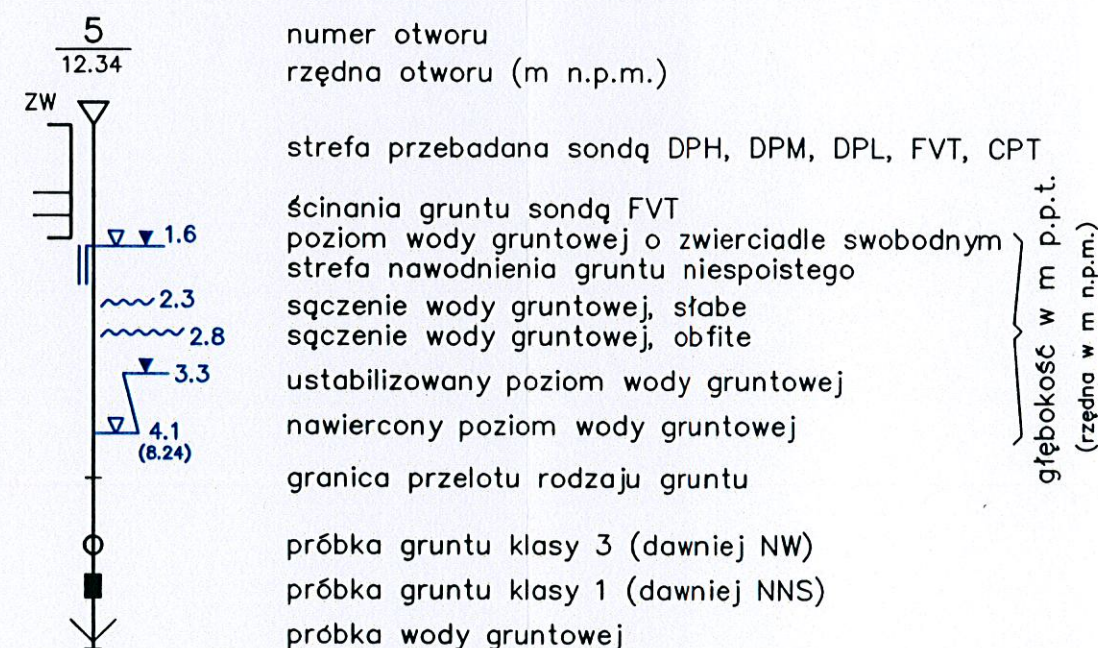 5 numer otworu
12.34 rzędna otworu (m n.p.m.)
ZW
strefa przebadana sondą DPH, DPM, DPL, FVT, CPT
ścinania gruntu sondą FVT
1.6 poziom wody gruntowej o zwierciadle swobodnym
strefa nawodnienia gruntu niespoistego
2.3 sączenie wody gruntowej, słabe
2.8 sączenie wody gruntowej, obfite
3.3 ustabilizowany poziom wody gruntowej
4.1 nawiercony poziom wody gruntowej
(8.24)
granica przelotu rodzaju gruntu
próbka gruntu klasy 3 (dawniej NW)
próbka gruntu klasy 1 (dawniej NNS)
próbka wody gruntowej
głębokość w m p.p.t.
(rzędna w m n.p.m.)